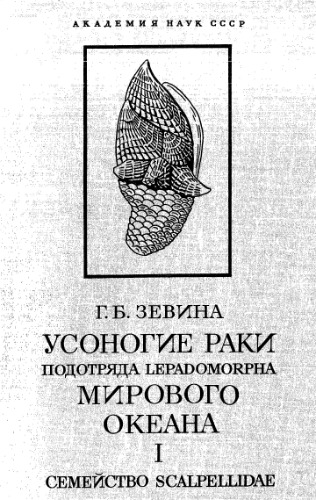 АКАДЕМИЯ НАУК СССР
Г. Б. ЗЕВИНА
УСОНОГИЕ РАКИ
ПОДОТРЯДА LEPADOMORPHA
МИРОВОГО
ОКЕАНА
I
СЕМЕЙСТВО SCALPELLIDAE